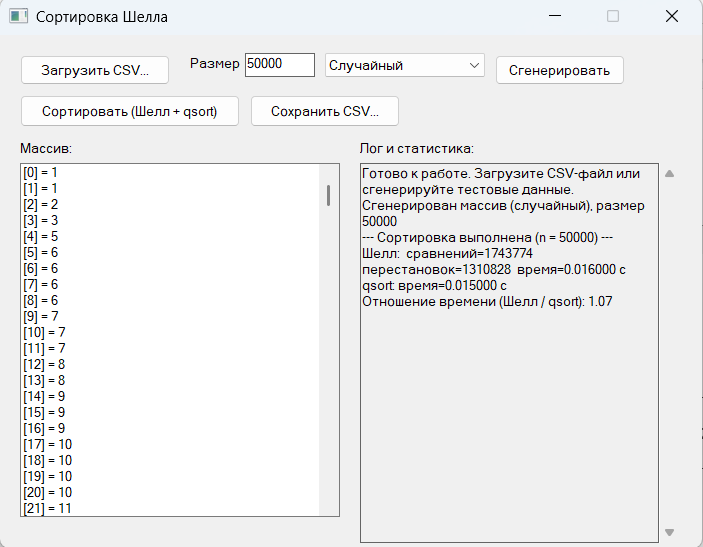 Сортировка Шелла
Загрузить CSV...
Размер
50000
Случайный
Сгенерировать
Сортировать (Шелл + qsort)
Сохранить CSV...
Массив:
[0] = 1
[1] = 1
[2] = 2
[3] = 3
[4] = 5
[5] = 6
[6] = 6
[7] = 6
[8] = 6
[9] = 7
[10] = 7
[11] = 7
[12] = 8
[13] = 8
[14] = 9
[15] = 9
[16] = 9
[17] = 10
[18] = 10
[19] = 10
[20] = 10
[21] = 11
Лог и статистика:
Готово к работе. Загрузите CSV-файл или
сгенерируйте тестовые данные.
Сгенерирован массив (случайный), размер
50000
--- Сортировка выполнена (n = 50000) ---
Шелл: сравнений=1743774
перестановок=1310828 время=0.016000 с
qsort: время=0.015000 с
Отношение времени (Шелл / qsort): 1.07